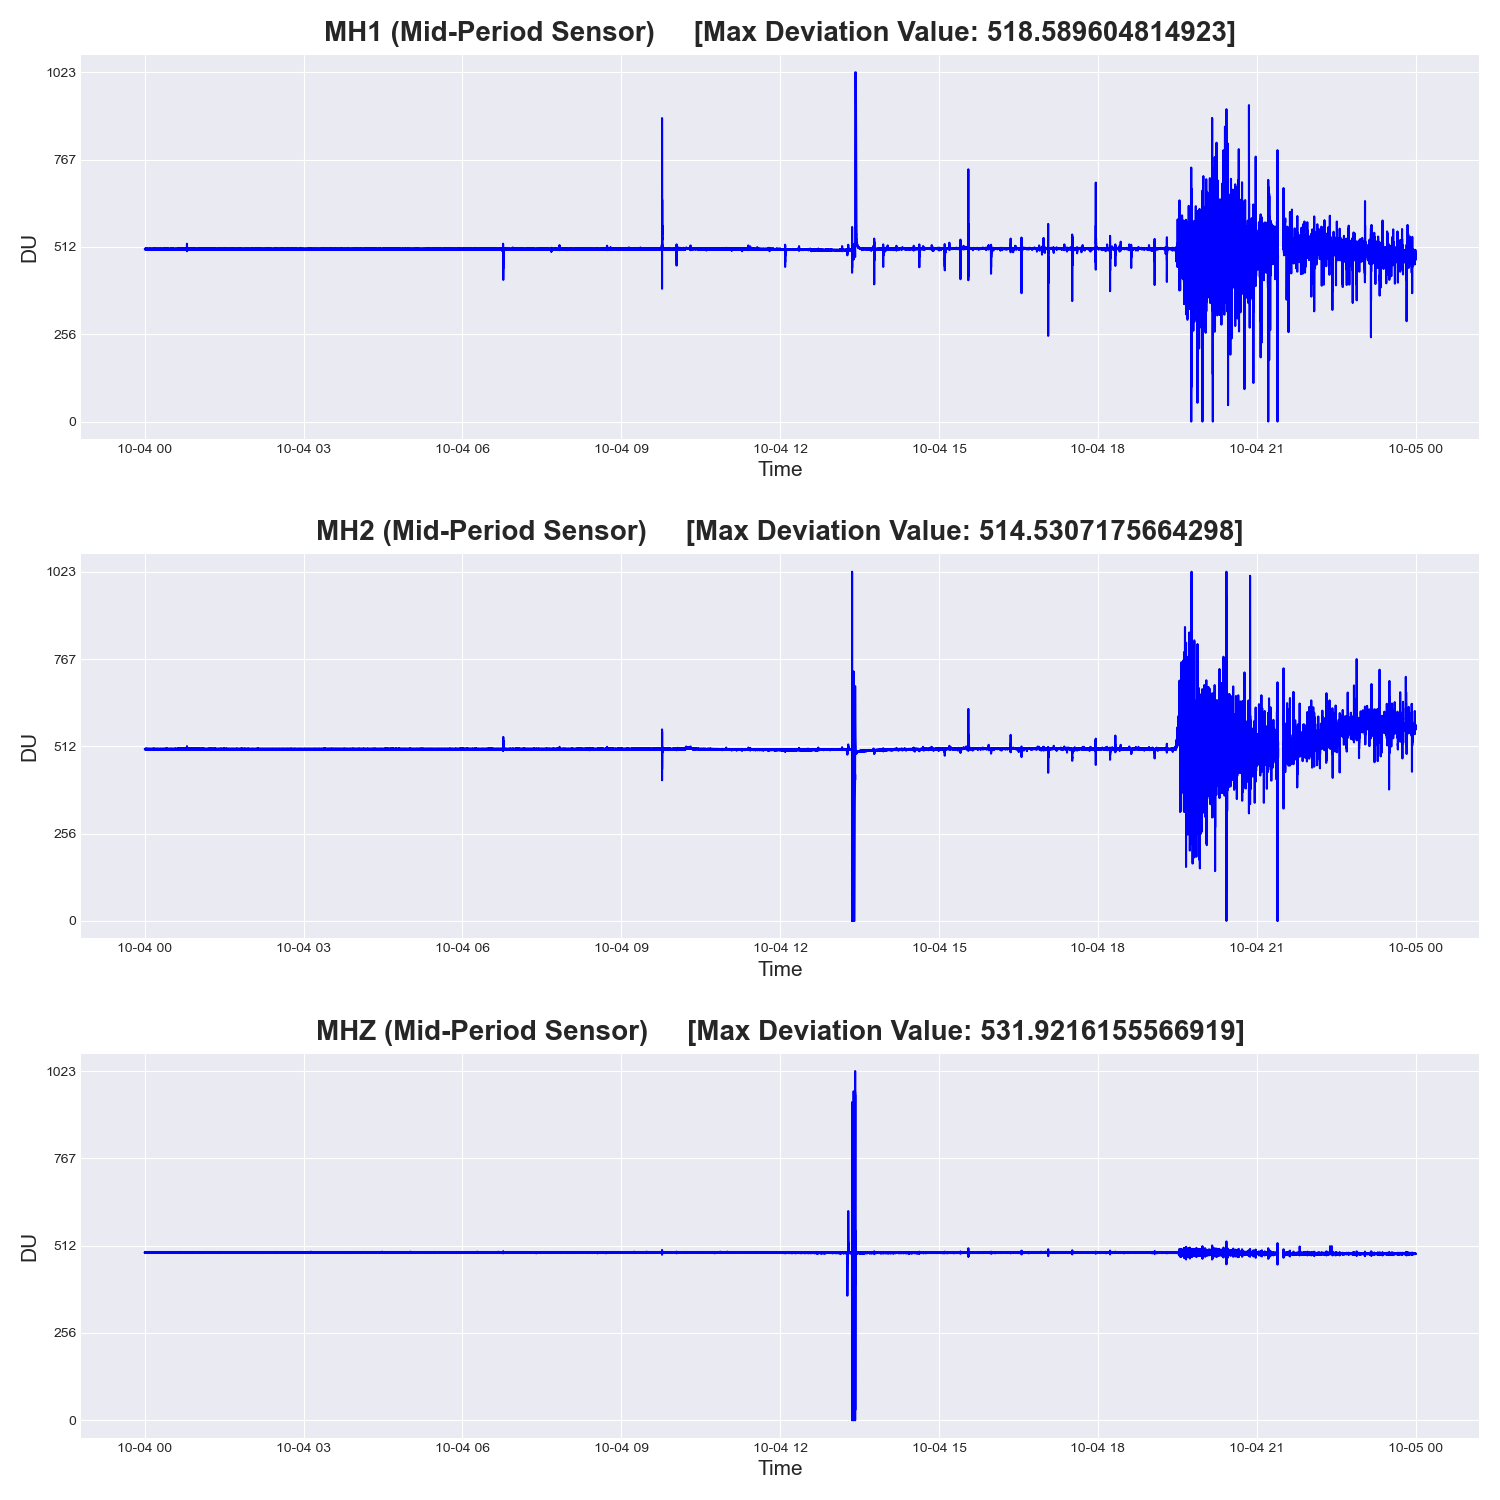 MH1 (Mid-Period Sensor) [Max Deviation Value: 518.589604814923]
1023
767
512
256
0
DU
10-04 00 10-04 03 10-04 06 10-04 09 10-04 12 10-04 15 10-04 18 10-04 21 10-05 00
Time
MH2 (Mid-Period Sensor) [Max Deviation Value: 514.5307175664298]
1023
767
512
256
0
DU
10-04 00 10-04 03 10-04 06 10-04 09 10-04 12 10-04 15 10-04 18 10-04 21 10-05 00
Time
MHZ (Mid-Period Sensor) [Max Deviation Value: 531.9216155566919]
1023
767
512
256
0
DU
10-04 00 10-04 03 10-04 06 10-04 09 10-04 12 10-04 15 10-04 18 10-04 21 10-05 00
Time